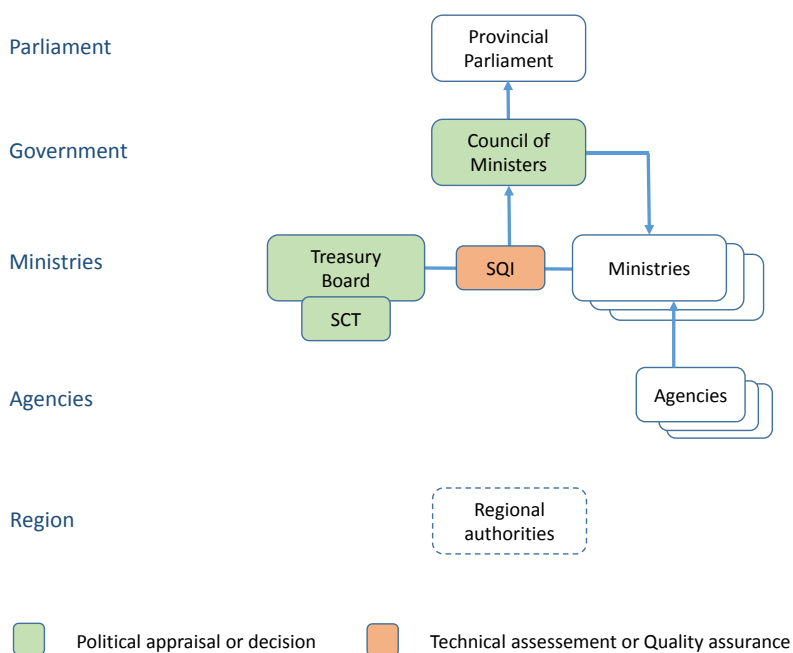 Parliament
Provincial
Parliament
Government
Council of
Ministers
Ministries
Treasury
Board
SQI
Ministries
SCT
Agencies
Agencies
Region
Regional
authorities
Political appraisal or decision
Technical assessement or Quality assurance